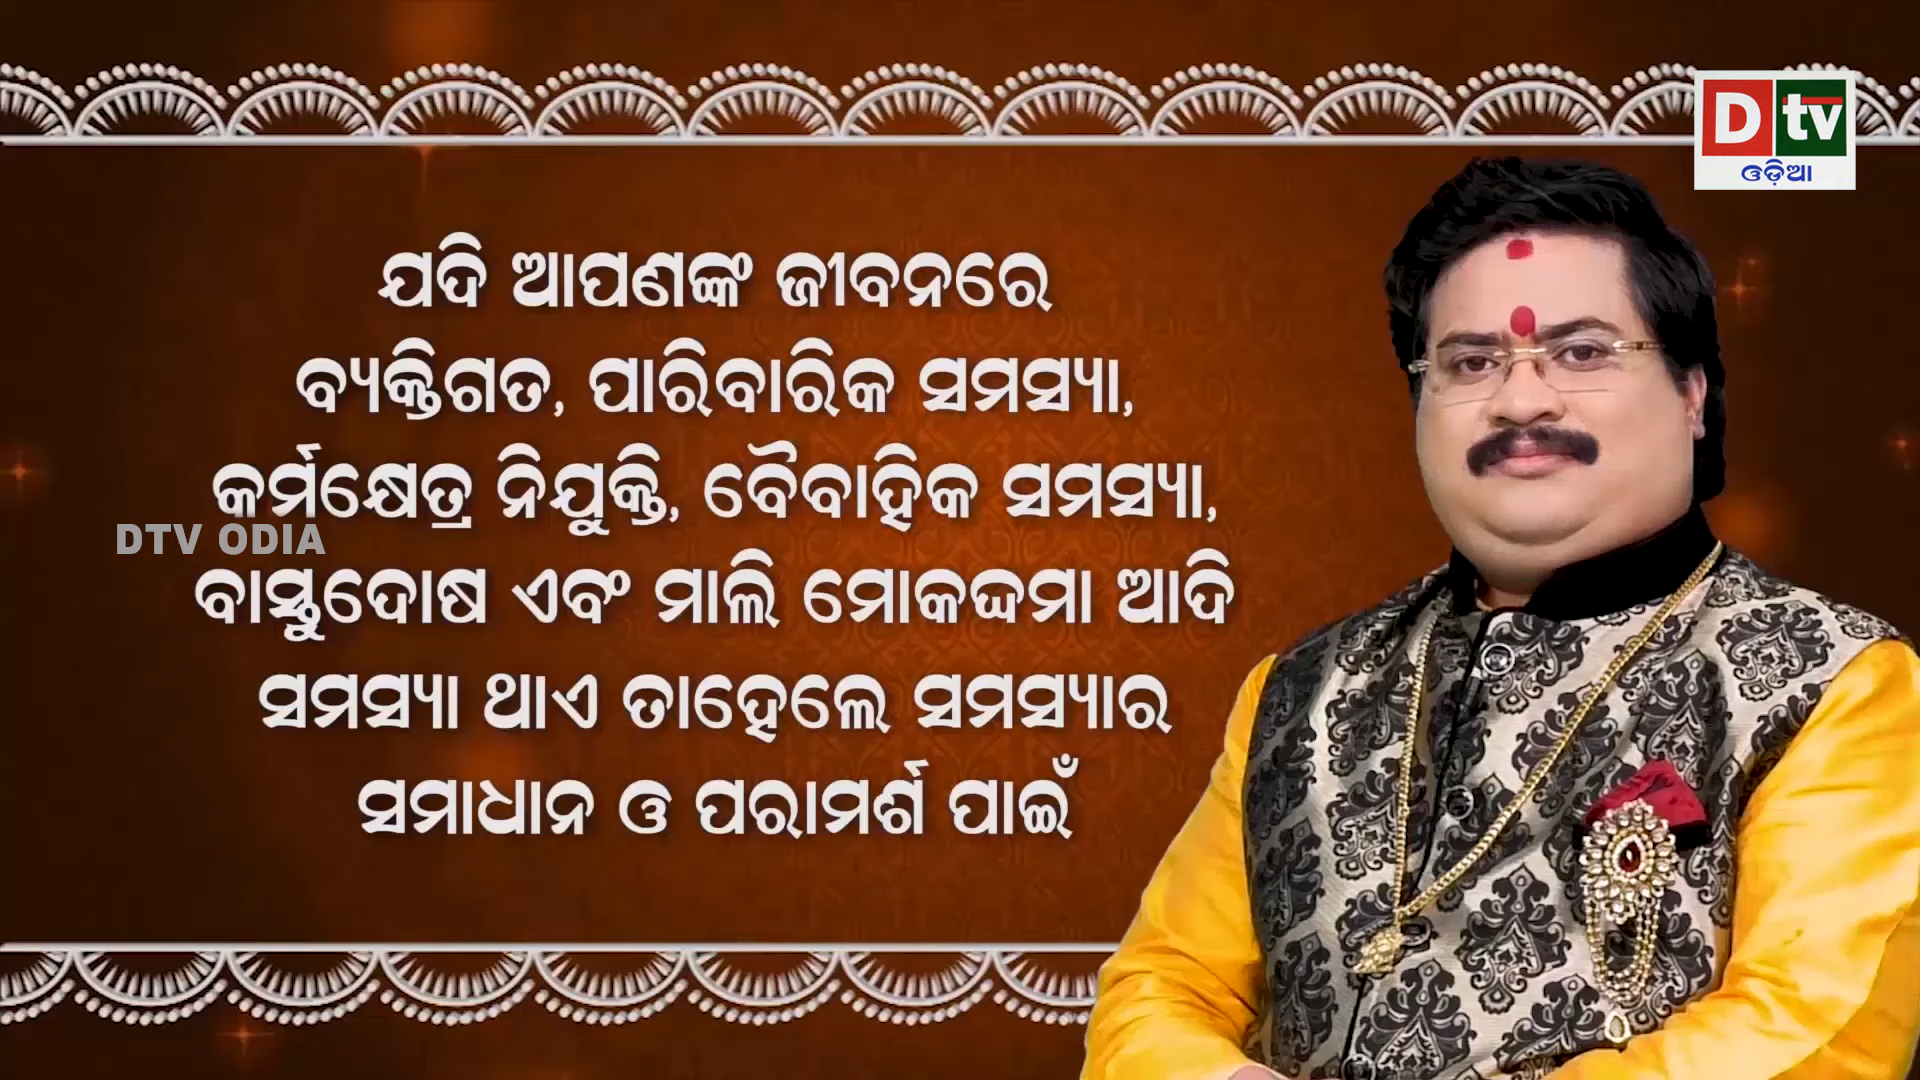 D tv
ଓଡ଼ିଆ
ଯଦି ଆପଣଙ୍କ ଜୀବନରେ
ବ୍ୟକ୍ତିଗତ, ପାରିବାରିକ ସମସ୍ୟା,
କର୍ମକ୍ଷେତ୍ର ନିଯୁକ୍ତି, ବୈବାହିକ ସମସ୍ୟା,
DTV ODIA
ବାସ୍ତୁଦୋଷ ଏବଂ ମାଲି ମୋକଦ୍ଦମା ଆଦି
ସମସ୍ୟା ଥାଏ ତାହେଲେ ସମସ୍ୟାର
ସମାଧାନ ଓ ପରାମର୍ଶ ପାଇଁ